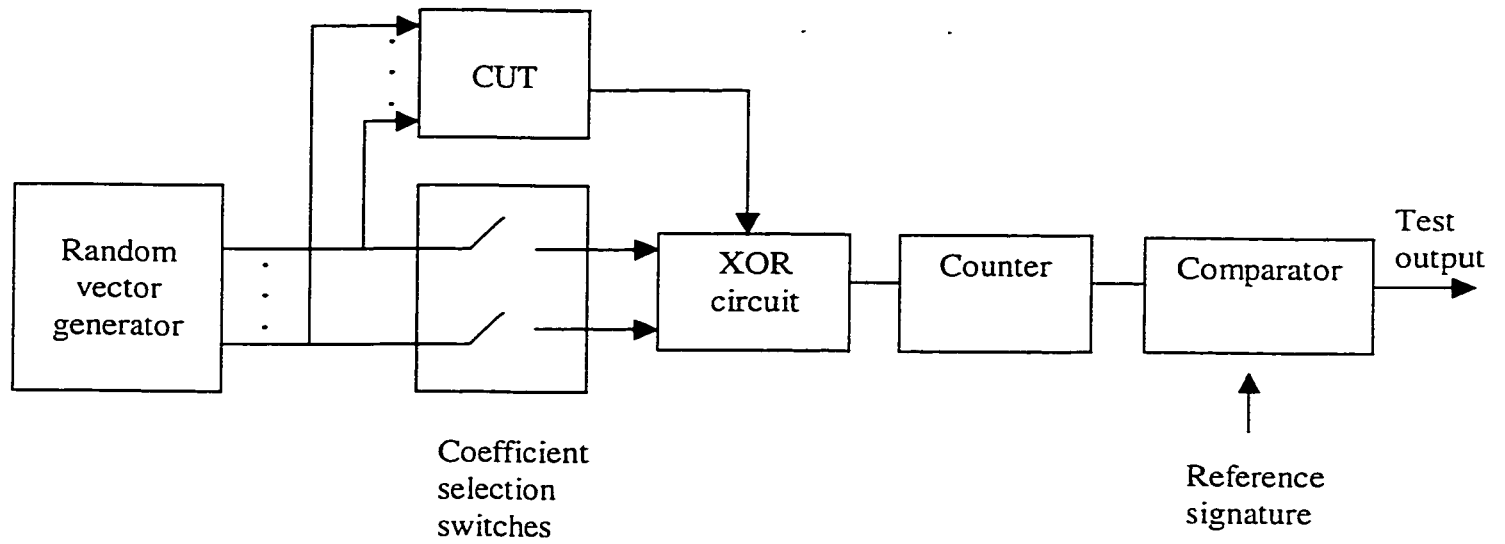 CUT
Random
vector
generator
XOR
circuit
Counter
Comparator
Test
output
Coefficient
selection
switches
Reference
signature